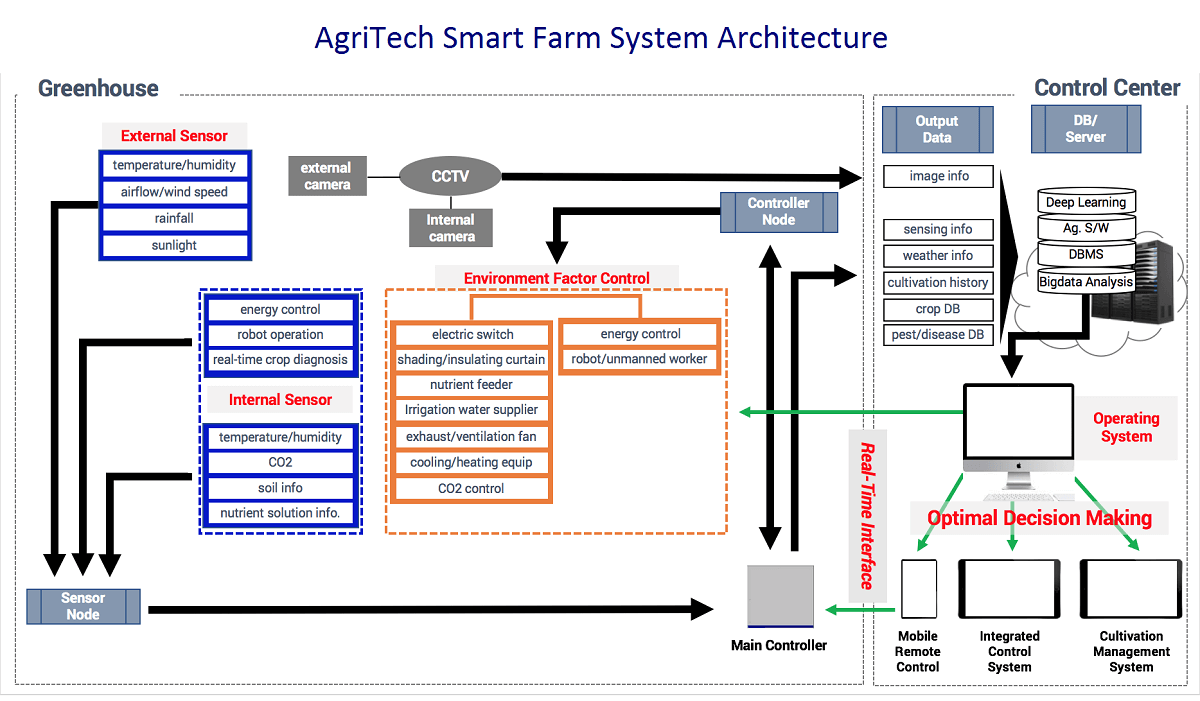 AgriTech Smart Farm System Architecture
Greenhouse
External Sensor
temperature/humidity
airflow/wind speed
rainfall
sunlight
external
camera
CCTV
Internal
camera
Controller
Node
energy control
robot operation
real-time crop diagnosis
Internal Sensor
temperature/humidity
CO2
soil info
nutrient solution info.
Environment Factor Control
electric switch
shading/insulating curtain
nutrient feeder
Irrigation water supplier
exhaust/ventilation fan
cooling/heating equip
CO2 control
energy control
robot/unmanned worker
Sensor
Node
Main Controller
Real-Time Interface
Control Center
Output
Data
image info
sensing info
weather info
cultivation history
crop DB
pest/disease DB
DB/
Server
Deep Learning
Ag. S/W
DBMS
Bigdata Analysis
Operating
System
Optimal Decision Making
Mobile
Remote
Control
Integrated
Control
System
Cultivation
Management
System